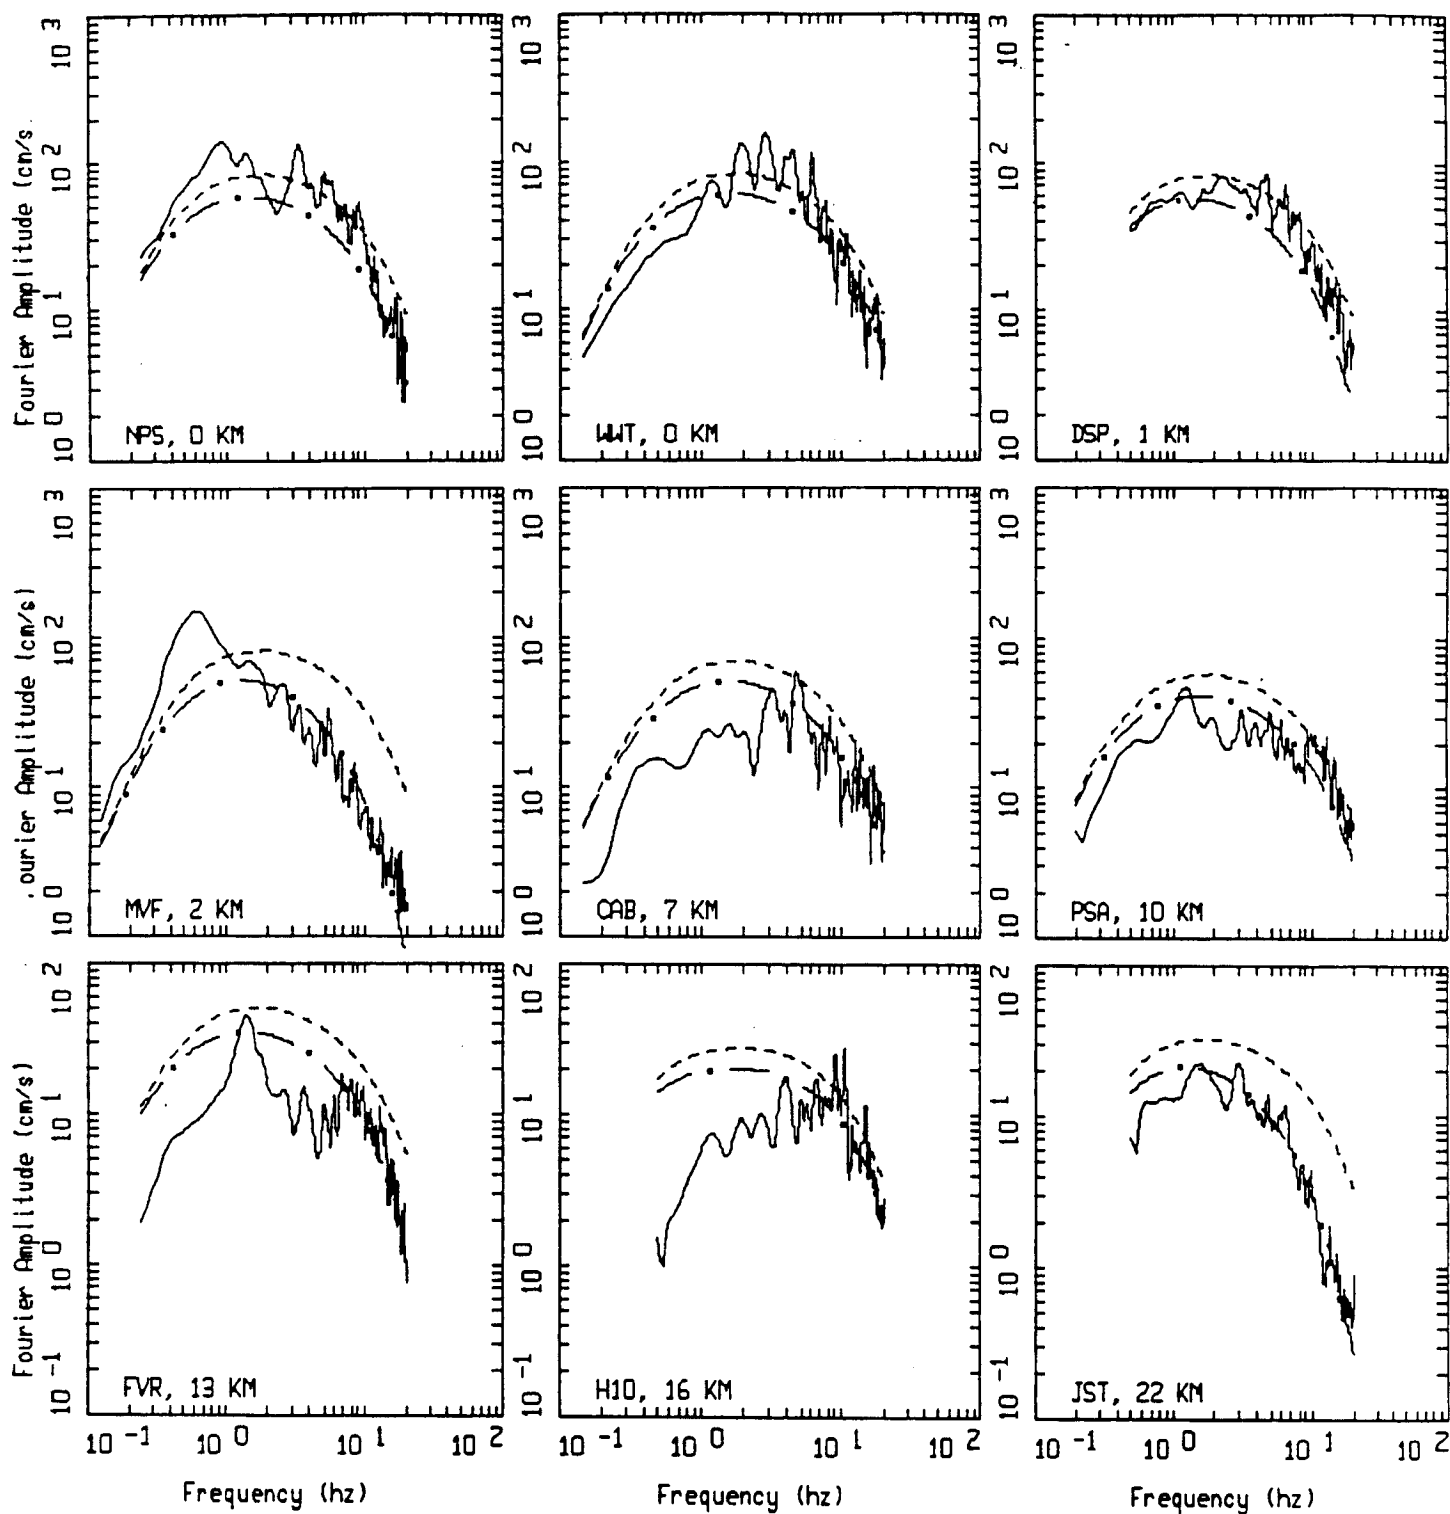 Fourier Amplitude (cm/s)
10^0 10^1 10^2 10^3
NPS, 0 KM
10^0 10^1 10^2 10^3
WWT, 0 KM
10^0 10^1 10^2 10^3
DSP, 1 KM
ourier Amplitude (cm/s)
10^0 10^1 10^2 10^3
MVF, 2 KM
10^0 10^1 10^2 10^3
CAB, 7 KM
10^0 10^1 10^2 10^3
PSA, 10 KM
Fourier Amplitude (cm/s)
10^-1 10^0 10^1 10^2
FVR, 13 KM
10^-1 10^0 10^1 10^2
H10, 16 KM
10^-1 10^0 10^1 10^2
JST, 22 KM
10^-1 10^0 10^1 10^2
10^-1 10^0 10^1 10^2
10^-1 10^0 10^1 10^2
Frequency (hz)
Frequency (hz)
Frequency (hz)